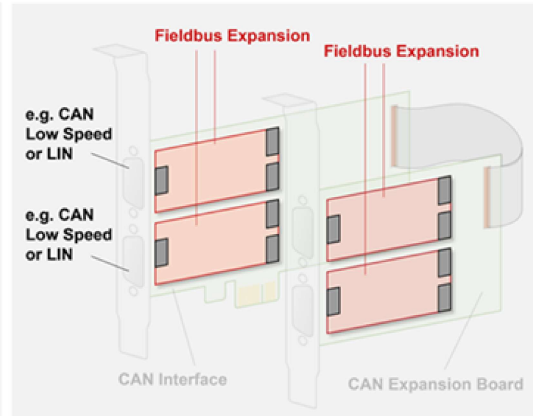 Fieldbus Expansion
Fieldbus Expansion
e.g. CAN
Low Speed
or LIN
e.g. CAN
Low Speed
or LIN
CAN Interface
CAN Expansion Board